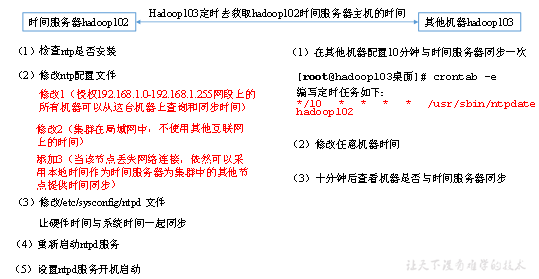 时间服务器hadoop102
Hadoop103定时去获取hadoop102时间服务器主机的时间
其他机器hadoop103
(1) 检查ntp是否安装
(2) 修改ntp配置文件
修改1(授权192.168.1.0-192.168.1.255网段上的
所有机器可以从这台机器上查询和同步时间)
修改2(集群在局域网中,不使用其他互联网
上的时间)
添加3(当该节点丢失网络连接,依然可以采
用本地时间作为时间服务器为集群中的其他节
点提供时间同步)
(3) 修改/etc/sysconfig/ntpd 文件
让硬件时间与系统时间一起同步
(4) 重新启动ntpd服务
(5) 设置ntpd服务开机启动
(1) 在其他机器配置10分钟与时间服务器同步一次
[root@hadoop103桌面]# crontab -e
编写定时任务如下:
*/10 * * * * /usr/sbin/ntpdate
hadoop102
(2) 修改任意机器时间
(3) 十分钟后查看机器是否与时间服务器同步
让天下没有难学的技术